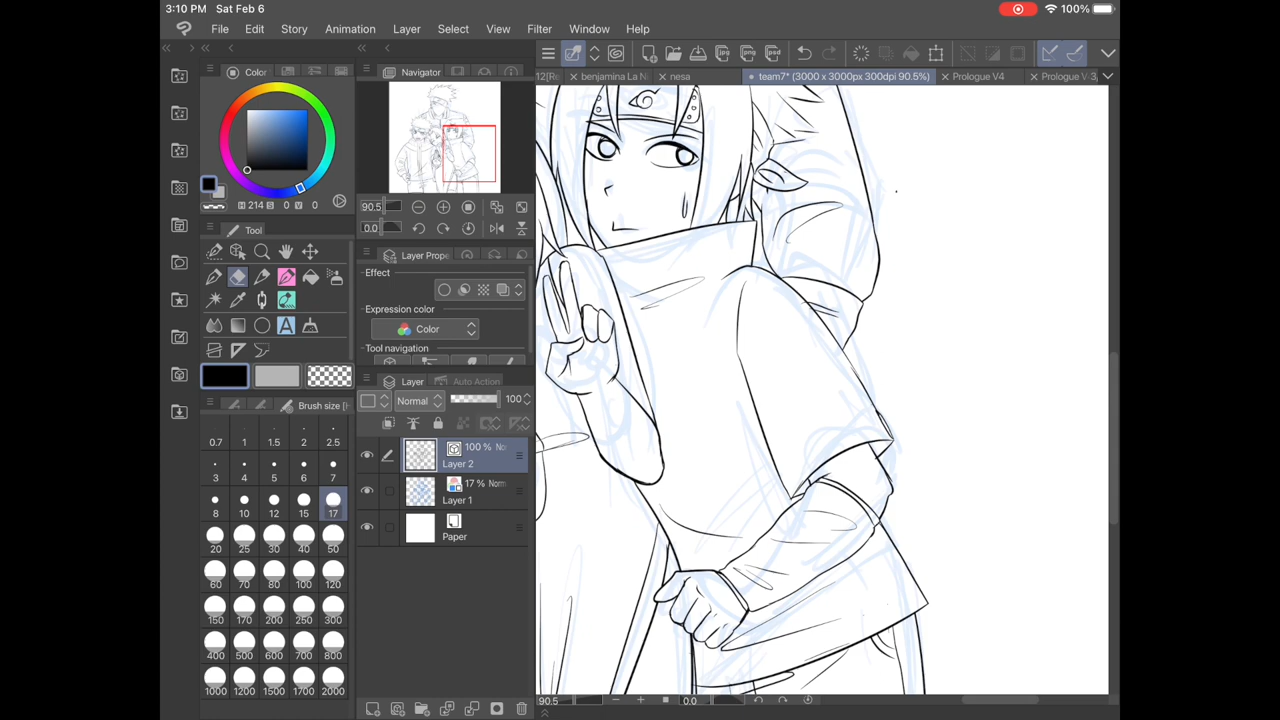 3:10 PM Sat Feb 6 100%
File Edit Story Animation Layer Select View Filter Window Help
Color
12[R benjamina La N nesa team7* (3000 x 3000px 300dpi 90.5%) Prologue V4 Prologue V-3
Navigator
90.5
0.0
H 214 S 0 V 0
Tool
Layer Prope
Effect
Expression color
Color
Tool navigation
Layer Auto Action
Normal 100
Brush size
0.7 1 1.5 2 2.5
3 4 5 6 7
8 10 12 15 17
20 25 30 40 50
60 70 80 100 120
150 170 200 250 300
400 500 600 700 800
1000 1200 1500 1700 2000
100 % No
Layer 2
17 % Norm
Layer 1
Paper
90.5 0.0